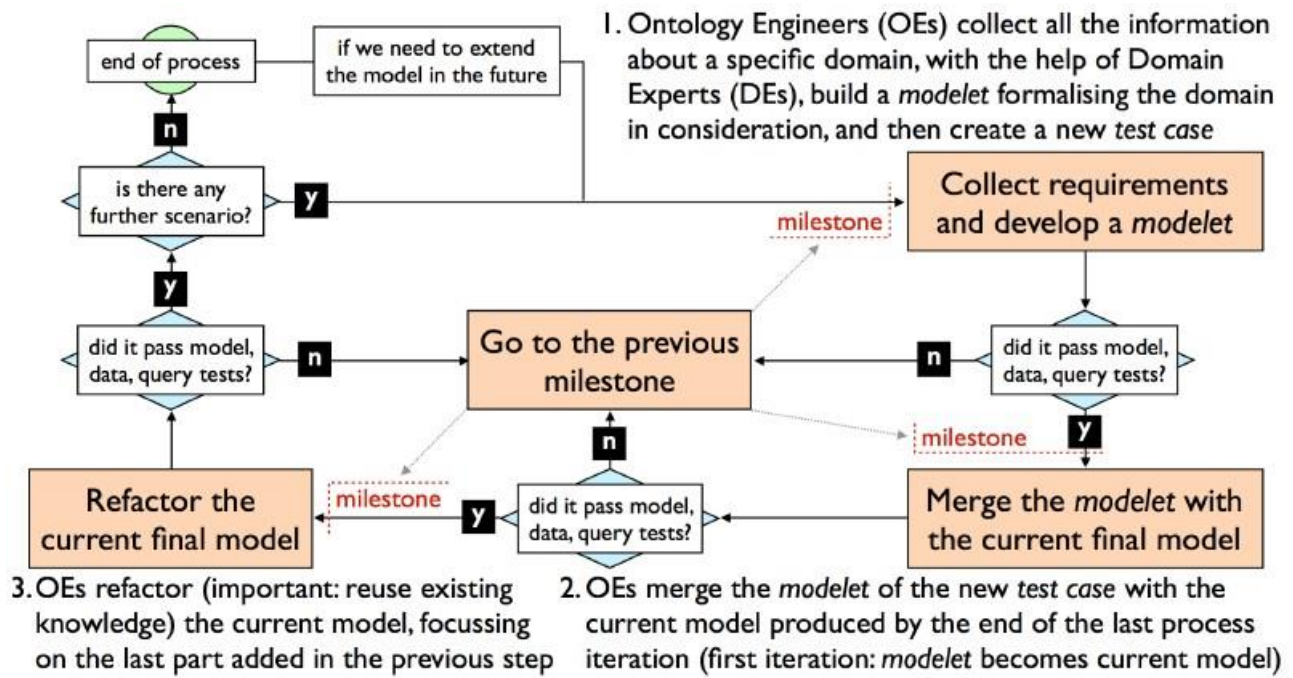 1. Ontology Engineers (OEs) collect all the information
about a specific domain, with the help of Domain
Experts (DEs), build a modelet formalising the domain
in consideration, and then create a new test case
end of process
if we need to extend
the model in the future
n
is there any
further scenario?
y
milestone
Collect requirements
and develop a modelet
y
did it pass model,
data, query tests?
n
Go to the previous
milestone
n
did it pass model,
data, query tests?
n
milestone
y
Refactor the
current final model
milestone
y
did it pass model,
data, query tests?
Merge the modelet with
the current final model
3. OEs refactor (important: reuse existing
knowledge) the current model, focussing
on the last part added in the previous step
2. OEs merge the modelet of the new test case with the
current model produced by the end of the last process
iteration (first iteration: modelet becomes current model)